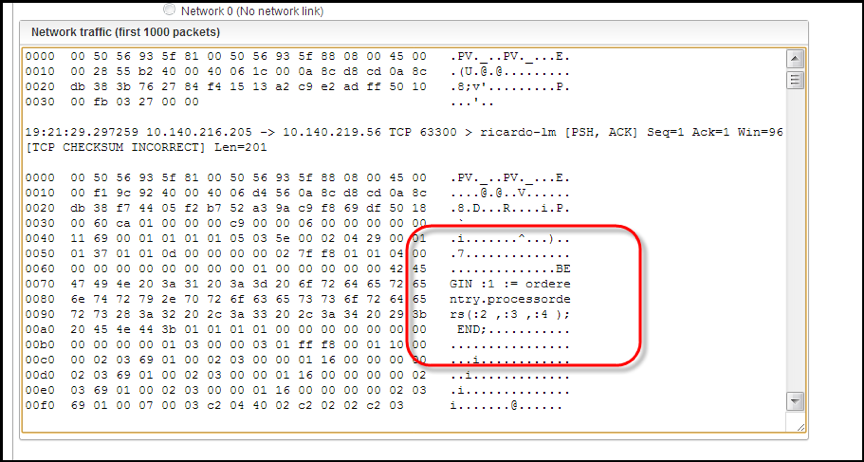 Network 0 (No network link)
Network traffic (first 1000 packets)
0000 00 50 56 93 5f 81 00 50 56 93 5f 88 08 00 45 00 .PV._..PV._...E.
0010 00 28 55 b2 40 00 40 06 1c 00 0a 8c d8 cd 0a 8c .(U.@.@.........
0020 db 38 3b 76 27 84 f4 15 13 a2 c9 e2 ad ff 50 10 .8;v'.........P.
0030 00 fb 03 27 00 00 ...'..
19:21:29.297259 10.140.216.205 -> 10.140.219.56 TCP 63300 > ricardo-lm [PSH, ACK] Seq=1 Ack=1 Win=96
[TCP CHECKSUM INCORRECT] Len=201
0000 00 50 56 93 5f 81 00 50 56 93 5f 88 08 00 45 00 .PV._..PV._...E.
0010 00 f1 9c 92 40 00 40 06 d4 56 0a 8c d8 cd 0a 8c ....@.@..V......
0020 db 38 f7 44 05 f2 b7 52 a3 9a c9 f8 69 df 50 18 .8.D...R....i.P.
0030 00 60 ca 01 00 00 00 c9 00 00 06 00 00 00 00 00 .`..............
0040 11 69 00 01 01 01 01 05 03 5e 00 02 04 29 00 01 .i.......^...)..
0050 01 37 01 01 0d 00 00 00 00 02 7f f8 01 01 04 00 .7..............
0060 00 00 00 00 00 00 00 01 00 00 00 00 00 00 42 45 ..............BE
0070 47 49 4e 20 3a 31 20 3a 3d 20 6f 72 64 65 72 65 GIN :1 := ordere
0080 6e 74 72 79 2e 70 72 6f 63 65 73 73 6f 72 64 65 ntry.processorde
0090 72 73 28 3a 32 20 2c 3a 33 20 2c 3a 34 20 29 3b rs(:2 ,:3 ,:4 );
00a0 20 45 4e 44 3b 01 01 01 01 00 00 00 00 00 00 00 END;...........
00b0 00 00 00 00 01 03 00 00 03 01 ff f8 00 01 10 00 ................
00c0 00 02 03 69 01 00 02 03 00 00 01 16 00 00 00 00 ...i............
00d0 02 03 69 01 00 02 03 00 00 01 16 00 00 00 00 02 ..i.............
00e0 03 69 01 00 02 03 00 00 01 16 00 00 00 00 02 03 .i..............
00f0 69 01 00 07 00 03 c2 04 40 02 c2 02 02 c2 03 i.......@......